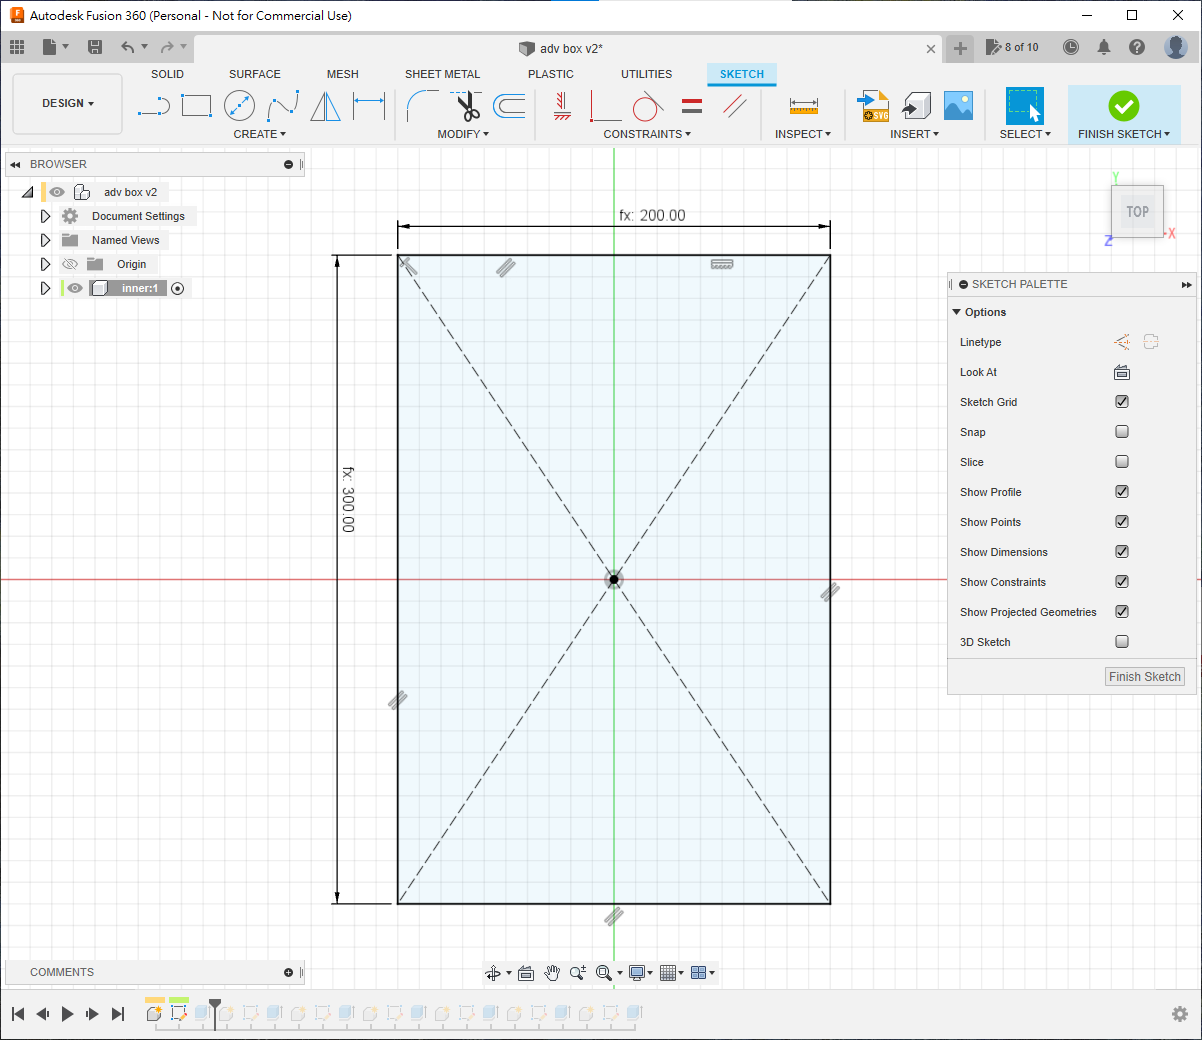 Autodesk Fusion 360 (Personal - Not for Commercial Use)
adv box v2*
8 of 10
SOLID
SURFACE
MESH
SHEET METAL
PLASTIC
UTILITIES
SKETCH
DESIGN
SVG
CREATE
MODIFY
CONSTRAINTS
INSPECT
INSERT
SELECT
FINISH SKETCH
BROWSER
adv box v2
Document Settings
Named Views
Origin
inner:1
fx: 200.00
fx: 300.00
Y
TOP
X
Z
SKETCH PALETTE
Options
Linetype
Look At
Sketch Grid
Snap
Slice
Show Profile
Show Points
Show Dimensions
Show Constraints
Show Projected Geometries
3D Sketch
Finish Sketch
COMMENTS